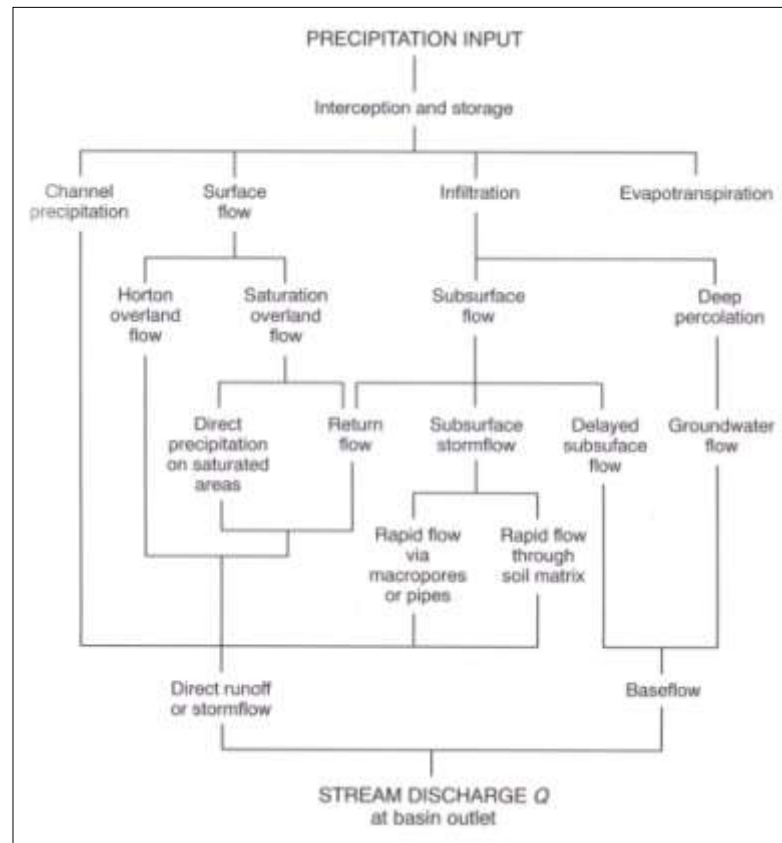 PRECIPITATION INPUT
Interception and storage
Channel
precipitation
Surface
flow
Infiltration
Evapotranspiration
Horton
overland
flow
Saturation
overland
flow
Subsurface
flow
Deep
percolation
Direct
precipitation
on saturated
areas
Return
flow
Subsurface
stormflow
Delayed
subsuface
flow
Groundwater
flow
Rapid flow
via
macropores
or pipes
Rapid flow
through
soil matrix
Direct runoff
or stormflow
Baseflow
STREAM DISCHARGE Q
at basin outlet